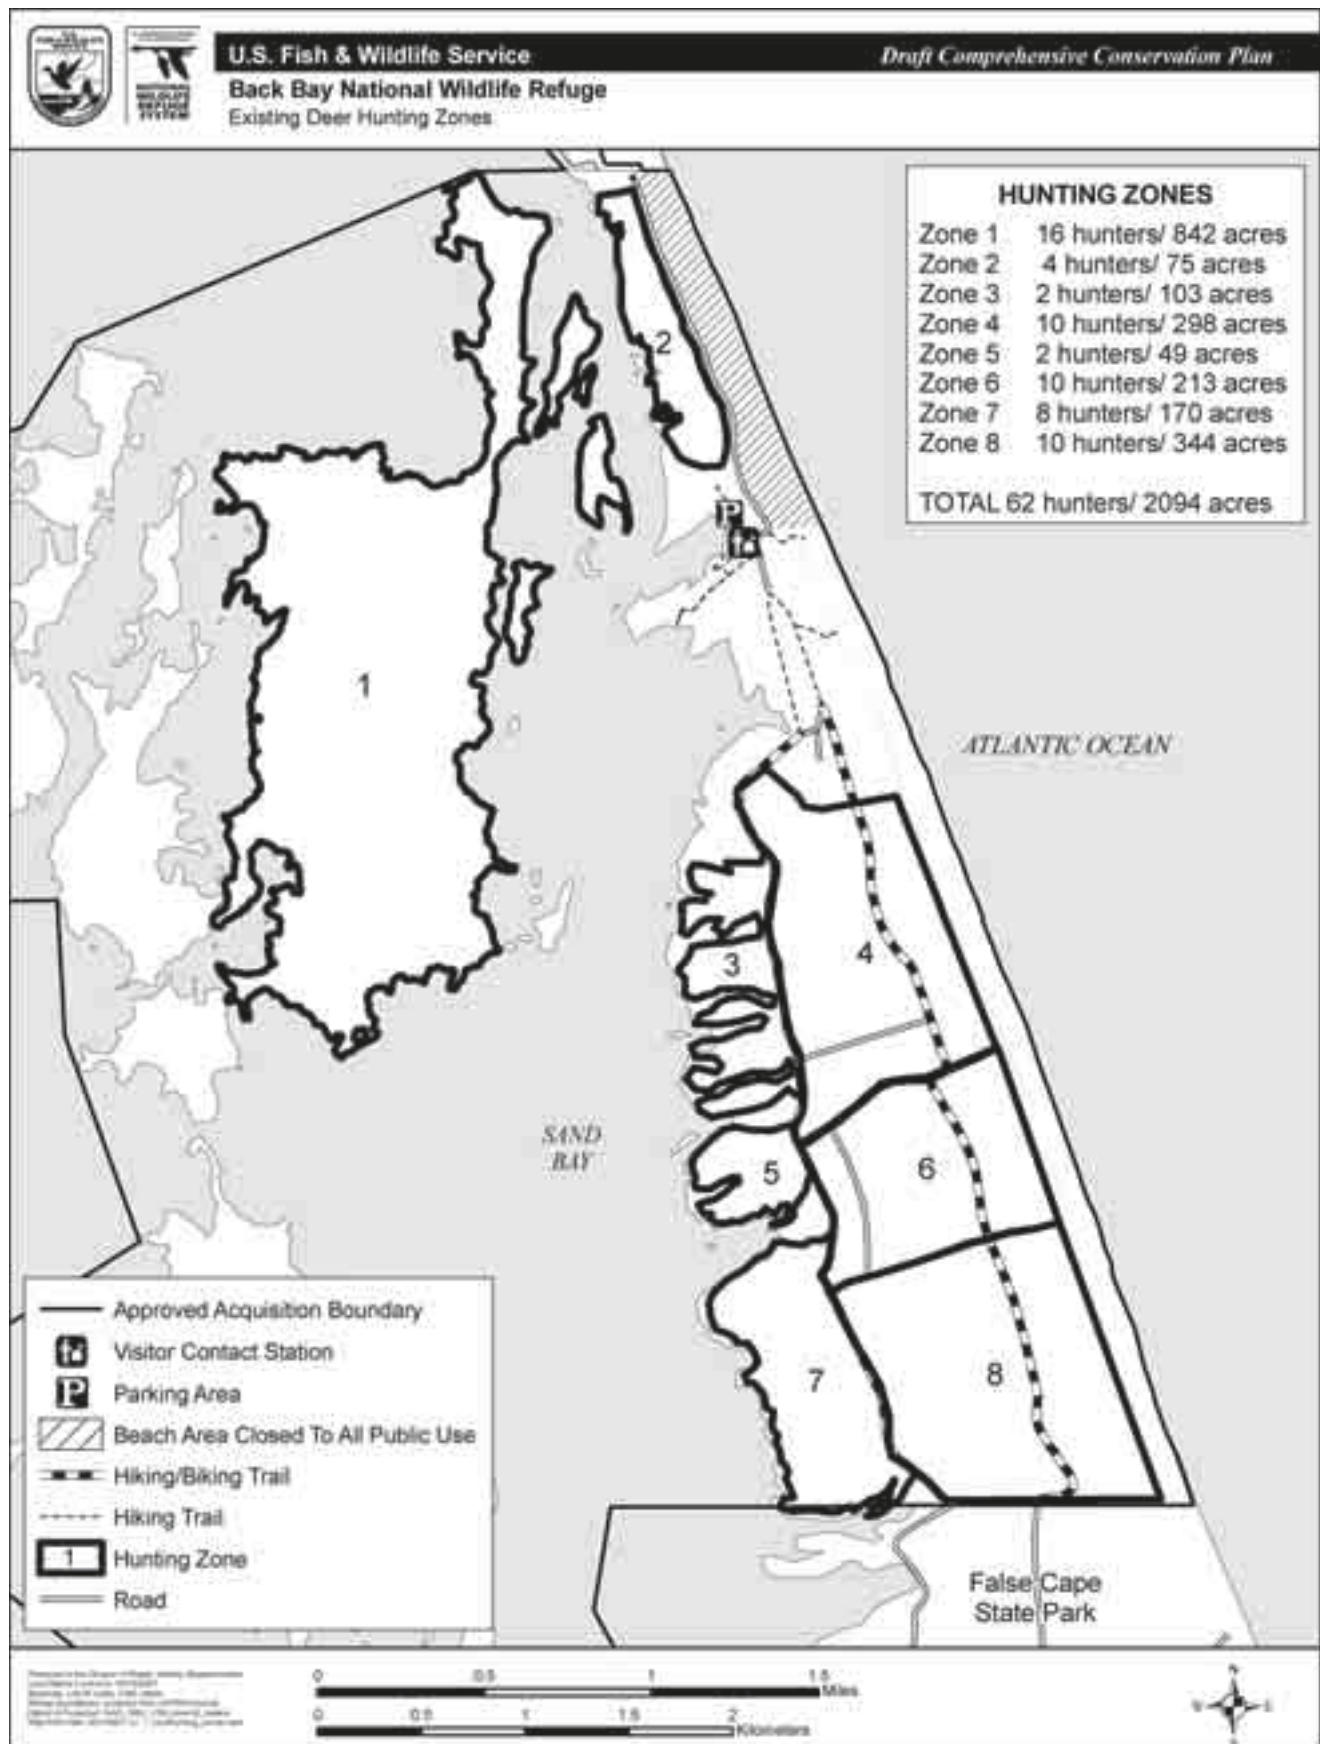 U.S. Fish & Wildlife Service
Draft Comprehensive Conservation Plan
NATIONAL
WILDLIFE
REFUGE
SYSTEM
Back Bay National Wildlife Refuge
Existing Deer Hunting Zones
HUNTING ZONES
Zone 1 16 hunters/ 842 acres
Zone 2 4 hunters/ 75 acres
Zone 3 2 hunters/ 103 acres
Zone 4 10 hunters/ 298 acres
Zone 5 2 hunters/ 49 acres
Zone 6 10 hunters/ 213 acres
Zone 7 8 hunters/ 170 acres
Zone 8 10 hunters/ 344 acres
TOTAL 62 hunters/ 2094 acres
2
P
1
ATLANTIC OCEAN
4
3
SAND
BAY
5
6
7
8
Approved Acquisition Boundary
Visitor Contact Station
P Parking Area
Beach Area Closed To All Public Use
Hiking/Biking Trail
Hiking Trail
1 Hunting Zone
Road
False Cape
State Park
0 0.5 1 1.5
Miles
0 0.5 1 1.5 2
Kilometers
N
W E
S